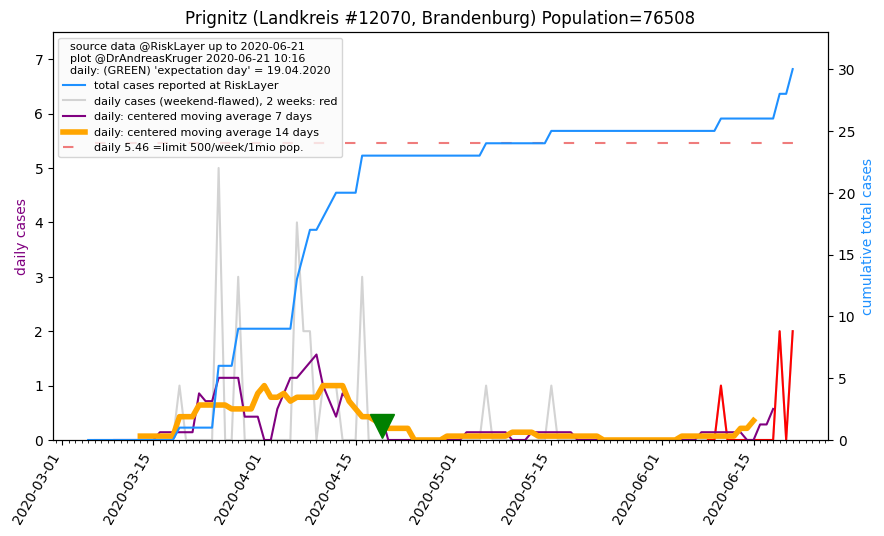 Prignitz (Landkreis #12070, Brandenburg) Population=76508
source data @RiskLayer up to 2020-06-21
plot @DrAndreasKruger 2020-06-21 10:16
daily: (GREEN) 'expectation day' = 19.04.2020
total cases reported at RiskLayer
daily cases (weekend-flawed), 2 weeks: red
daily: centered moving average 7 days
daily: centered moving average 14 days
daily 5.46 =limit 500/week/1mio pop.
daily cases
7
6
5
4
3
2
1
0
cumulative total cases
30
25
20
15
10
5
0
2020-03-01
2020-03-15
2020-04-01
2020-04-15
2020-05-01
2020-05-15
2020-06-01
2020-06-15